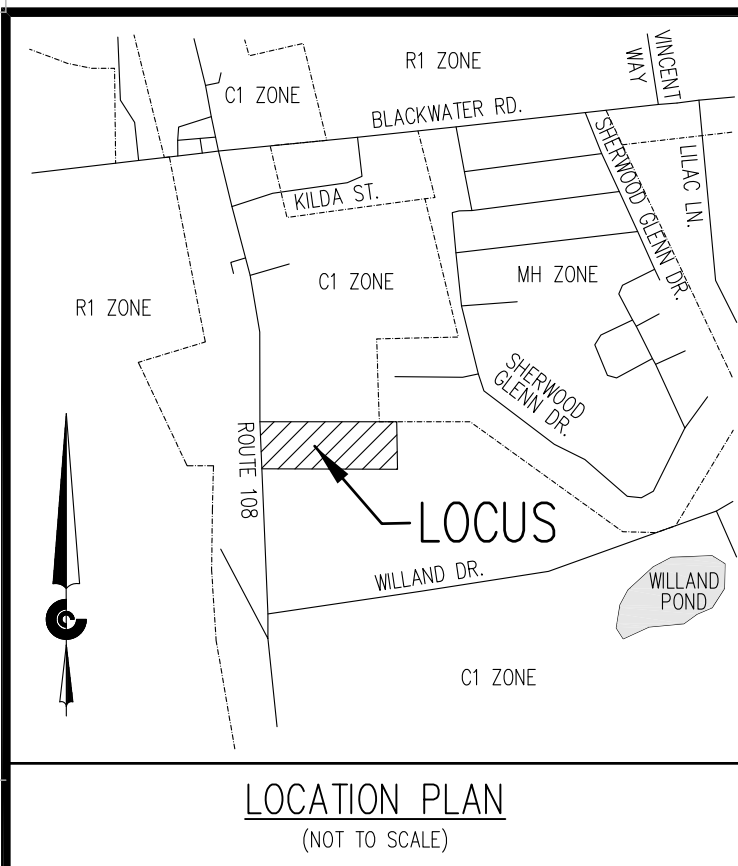 VINCENT
WAY
R1 ZONE
C1 ZONE
BLACKWATER RD.
SHERWOOD GLENN DR.
LILAC LN.
KILDA ST.
C1 ZONE
MH ZONE
R1 ZONE
SHERWOOD
GLENN DR.
ROUTE 108
LOCUS
WILLAND DR.
WILLAND
POND
C1 ZONE
LOCATION PLAN
(NOT TO SCALE)